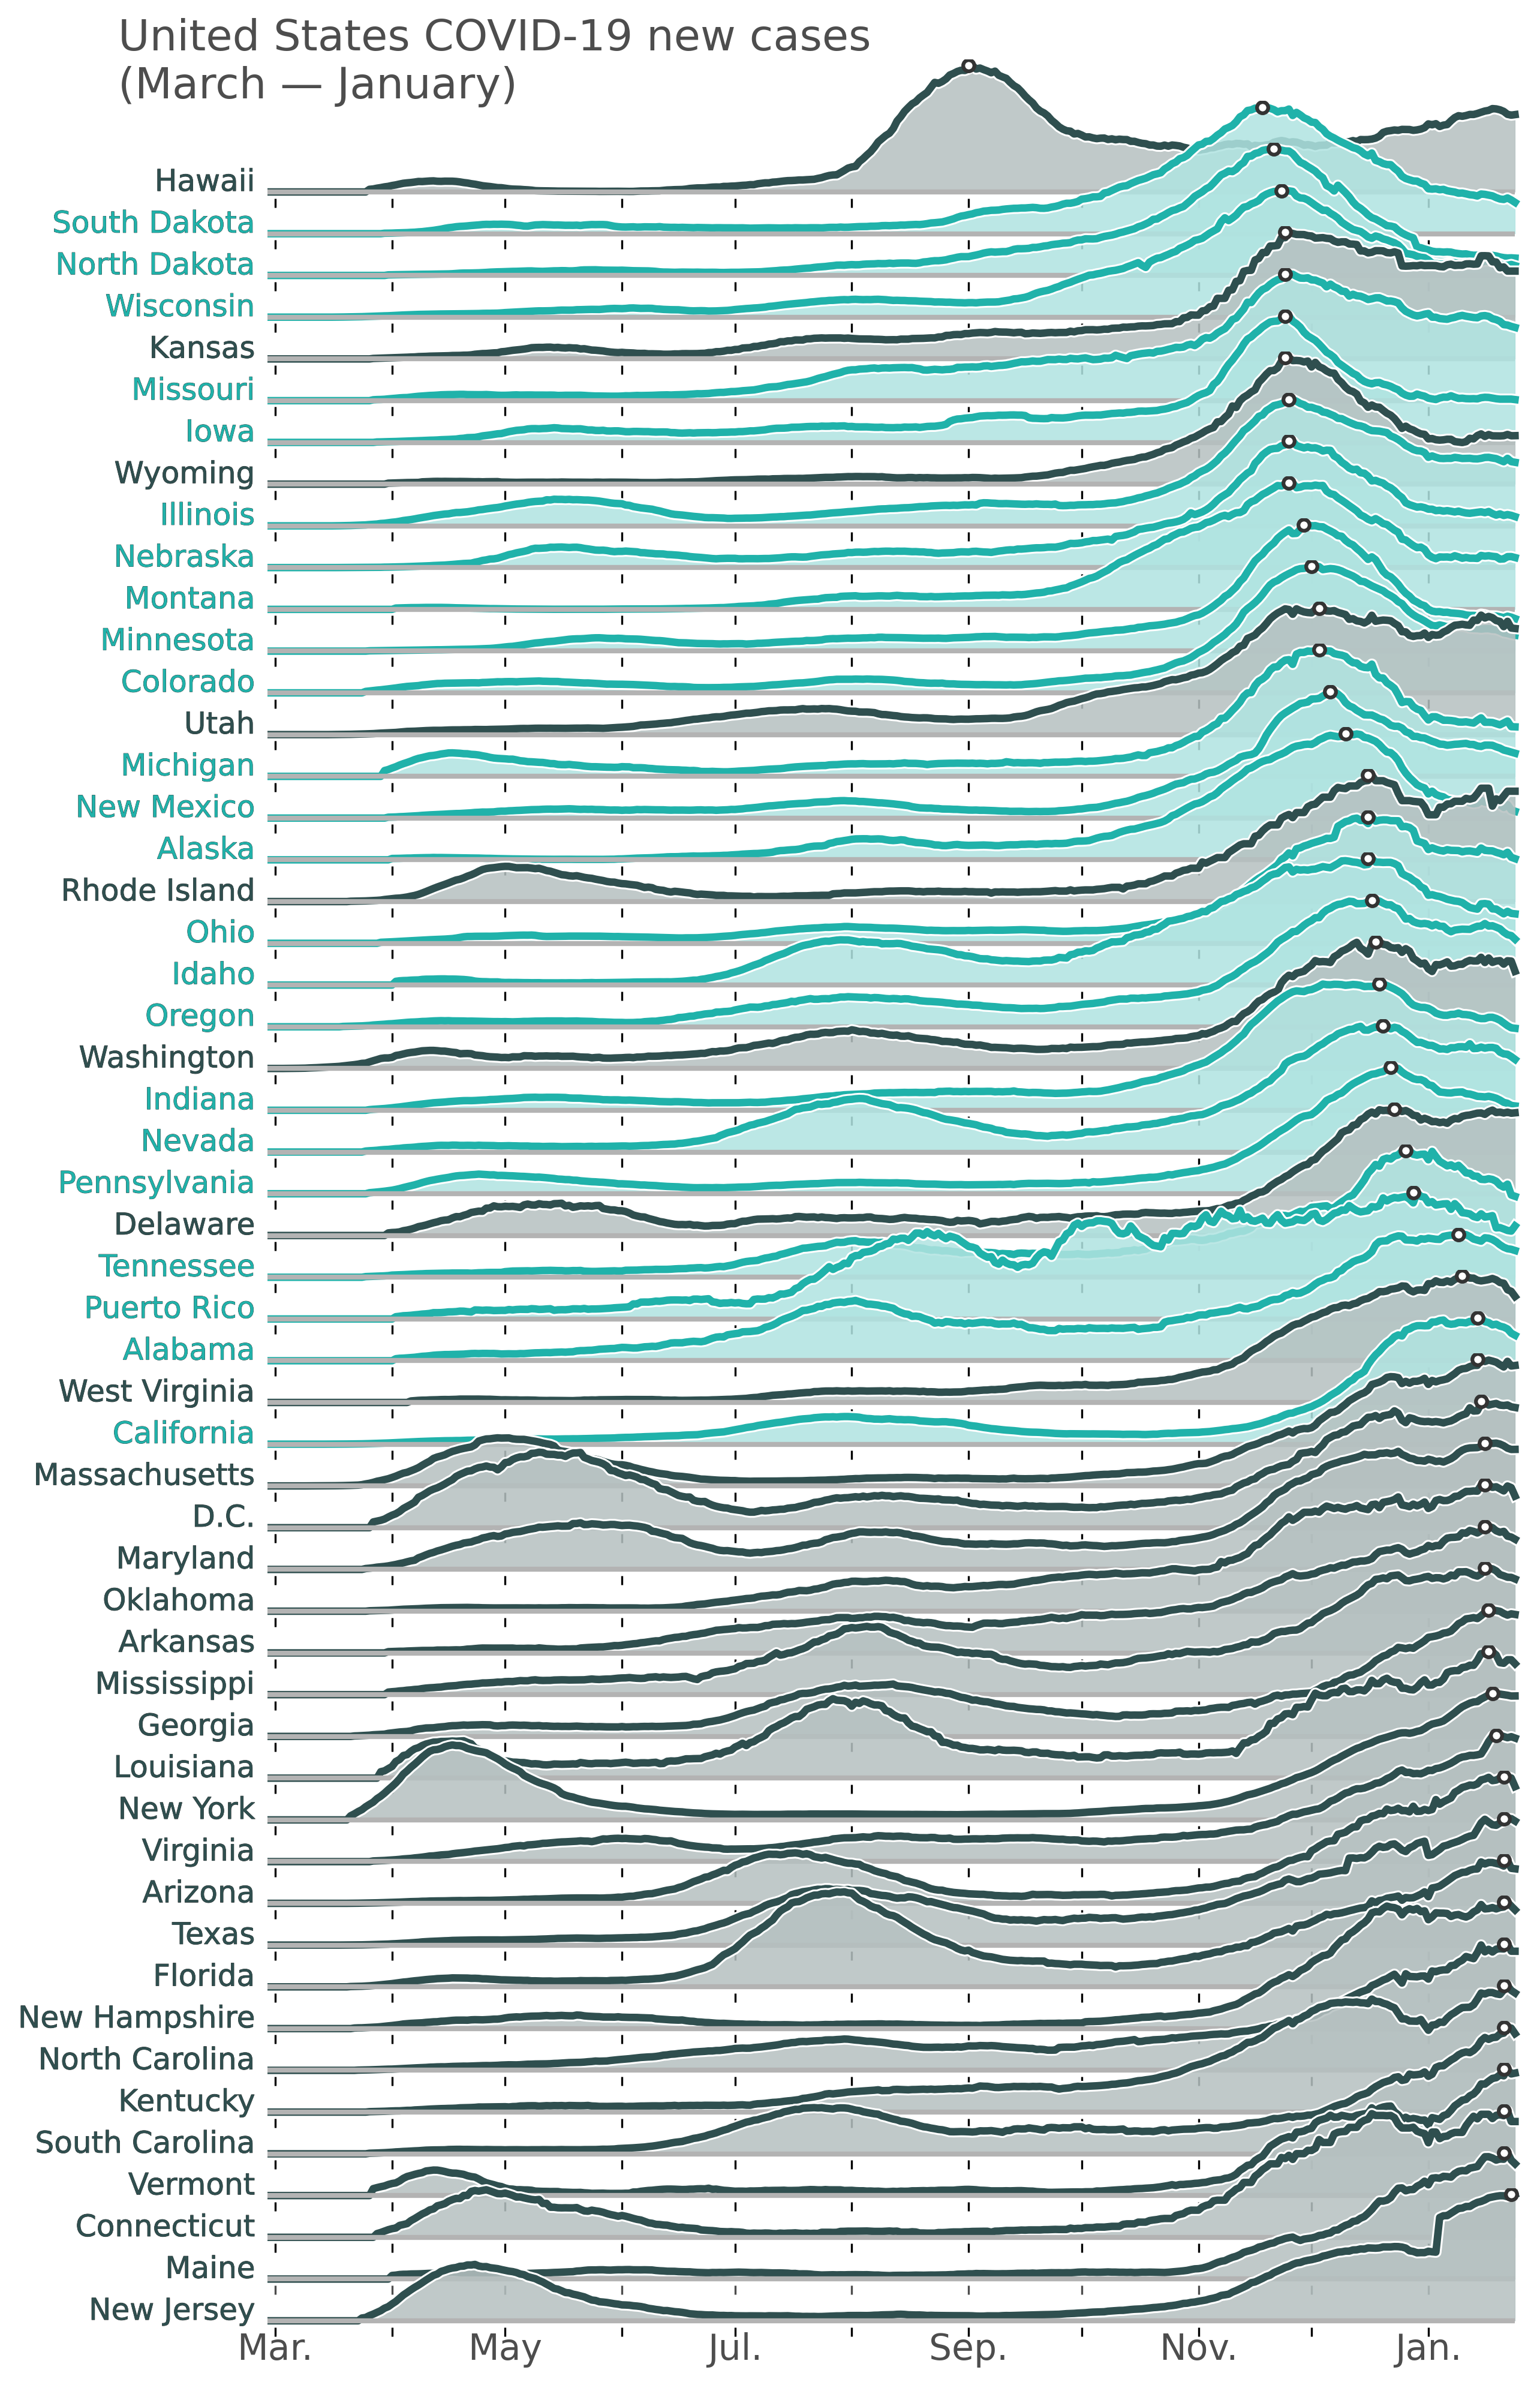 United States COVID-19 new cases
(March — January)
Hawaii
South Dakota
North Dakota
Wisconsin
Kansas
Missouri
Iowa
Wyoming
Illinois
Nebraska
Montana
Minnesota
Colorado
Utah
Michigan
New Mexico
Alaska
Rhode Island
Ohio
Idaho
Oregon
Washington
Indiana
Nevada
Pennsylvania
Delaware
Tennessee
Puerto Rico
Alabama
West Virginia
California
Massachusetts
D.C.
Maryland
Oklahoma
Arkansas
Mississippi
Georgia
Louisiana
New York
Virginia
Arizona
Texas
Florida
New Hampshire
North Carolina
Kentucky
South Carolina
Vermont
Connecticut
Maine
New Jersey
Mar. May Jul. Sep. Nov. Jan.